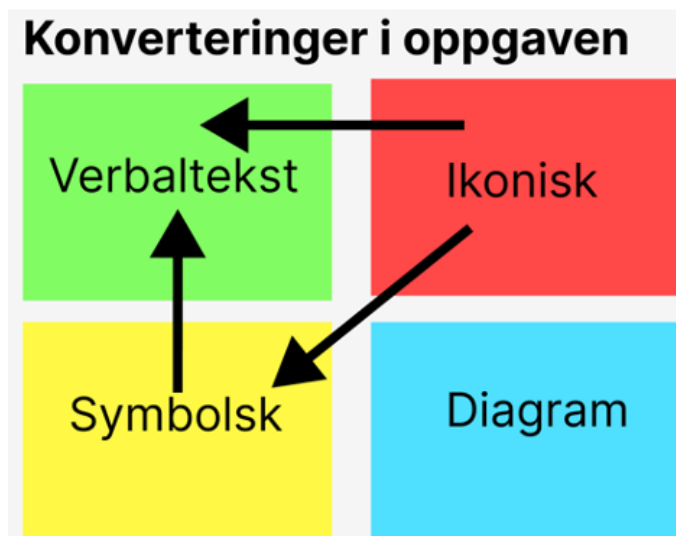 Konverteringer i oppgaven
Verbaltekst
Ikonisk
Symbolsk
Diagram